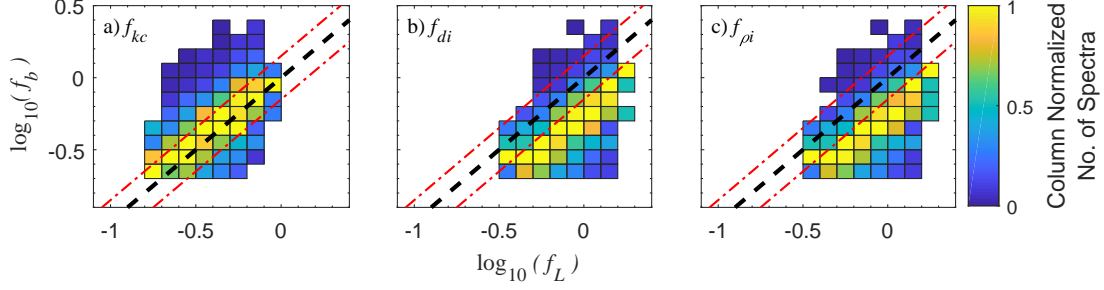 a) f_kc
b) f_di
c) f_ρi
0.5
0
-0.5
log10(f_b)
-1 -0.5 0
-1 -0.5 0
-1 -0.5 0
log10(f_L)
1
0.5
0
Column Normalized
No. of Spectra